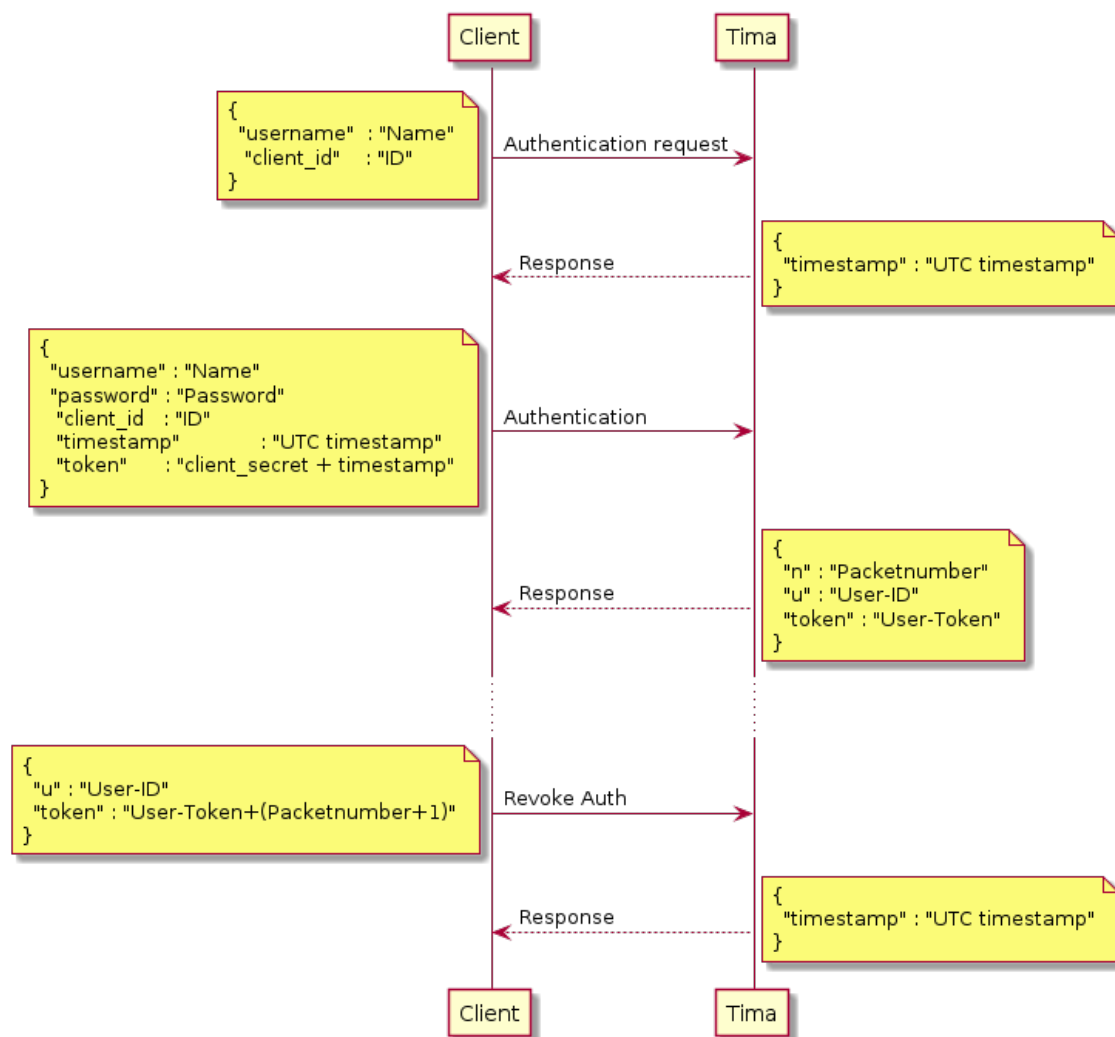 Client
Tima
{
"username"  : "Name"
"client_id"    : "ID"
}
Authentication request
{
"timestamp" : "UTC timestamp"
}
Response
{
"username" : "Name"
"password" : "Password"
"client_id   : "ID"
"timestamp"             : "UTC timestamp"
"token"      : "client_secret + timestamp"
}
Authentication
{
"n" : "Packetnumber"
"u" : "User-ID"
"token" : "User-Token"
}
Response
{
"u" : "User-ID"
"token" : "User-Token+(Packetnumber+1)"
}
Revoke Auth
{
"timestamp" : "UTC timestamp"
}
Response
Client
Tima